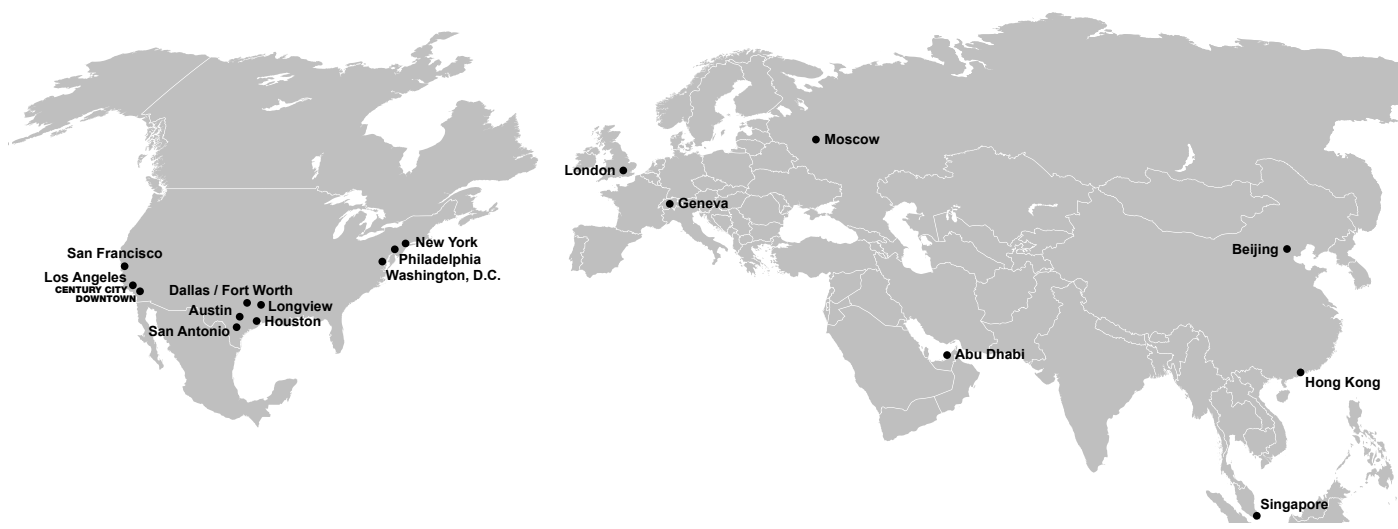 San Francisco
Los Angeles
CENTURY CITY
DOWNTOWN
Dallas / Fort Worth
Longview
Austin
Houston
San Antonio
New York
Philadelphia
Washington, D.C.
London
Moscow
Geneva
Beijing
Abu Dhabi
Hong Kong
Singapore